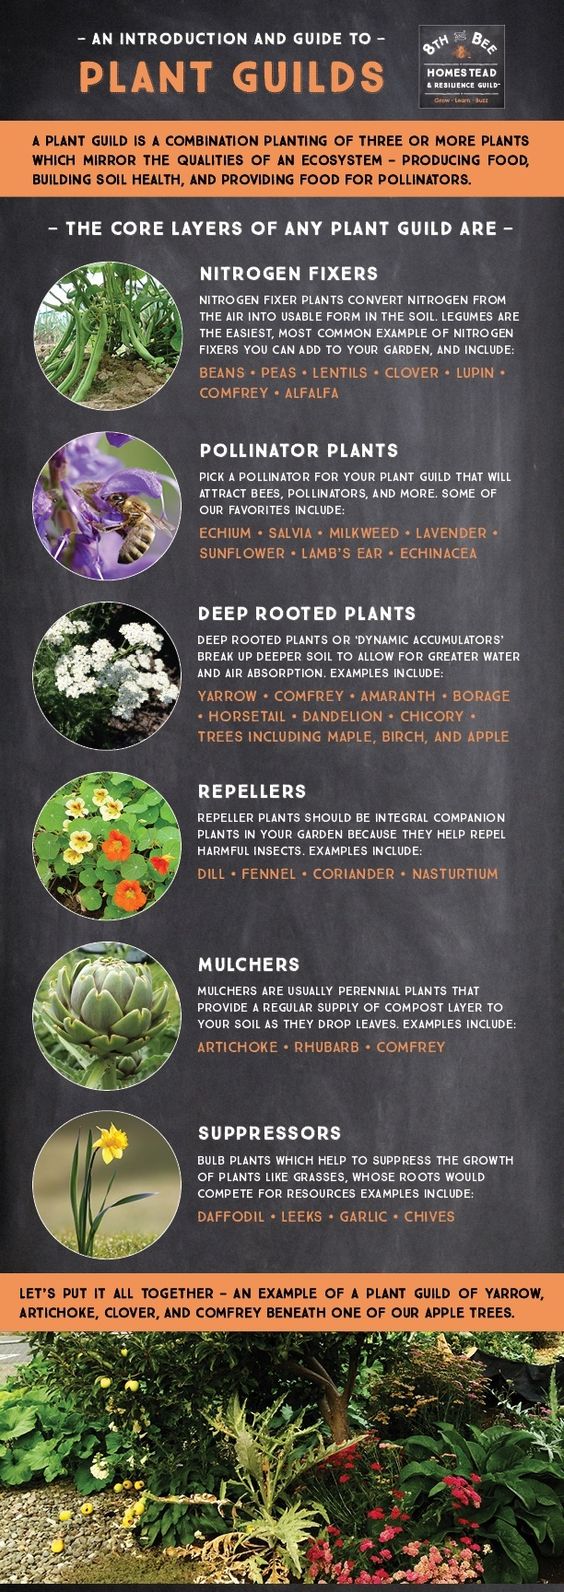 – AN INTRODUCTION AND GUIDE TO –
PLANT GUILDS
8TH AND BEE
HOMESTEAD
& RESILIENCE GUILD™
Grow • Learn • Buzz
A PLANT GUILD IS A COMBINATION PLANTING OF THREE OR MORE PLANTS
WHICH MIRROR THE QUALITIES OF AN ECOSYSTEM – PRODUCING FOOD,
BUILDING SOIL HEALTH, AND PROVIDING FOOD FOR POLLINATORS.
– THE CORE LAYERS OF ANY PLANT GUILD ARE –
NITROGEN FIXERS
NITROGEN FIXER PLANTS CONVERT NITROGEN FROM
THE AIR INTO USABLE FORM IN THE SOIL. LEGUMES ARE
THE EASIEST, MOST COMMON EXAMPLE OF NITROGEN
FIXERS YOU CAN ADD TO YOUR GARDEN, AND INCLUDE:
BEANS • PEAS • LENTILS • CLOVER • LUPIN •
COMFREY • ALFALFA
POLLINATOR PLANTS
PICK A POLLINATOR FOR YOUR PLANT GUILD THAT WILL
ATTRACT BEES, POLLINATORS, AND MORE. SOME OF
OUR FAVORITES INCLUDE:
ECHIUM • SALVIA • MILKWEED • LAVENDER •
SUNFLOWER • LAMB'S EAR • ECHINACEA
DEEP ROOTED PLANTS
DEEP ROOTED PLANTS OR 'DYNAMIC ACCUMULATORS'
BREAK UP DEEPER SOIL TO ALLOW FOR GREATER WATER
AND AIR ABSORPTION. EXAMPLES INCLUDE:
YARROW • COMFREY • AMARANTH • BORAGE
• HORSETAIL • DANDELION • CHICORY •
TREES INCLUDING MAPLE, BIRCH, AND APPLE
REPELLERS
REPELLER PLANTS SHOULD BE INTEGRAL COMPANION
PLANTS IN YOUR GARDEN BECAUSE THEY HELP REPEL
HARMFUL INSECTS. EXAMPLES INCLUDE:
DILL • FENNEL • CORIANDER • NASTURTIUM
MULCHERS
MULCHERS ARE USUALLY PERENNIAL PLANTS THAT
PROVIDE A REGULAR SUPPLY OF COMPOST LAYER TO
YOUR SOIL AS THEY DROP LEAVES. EXAMPLES INCLUDE:
ARTICHOKE • RHUBARB • COMFREY
SUPPRESSORS
BULB PLANTS WHICH HELP TO SUPPRESS THE GROWTH
OF PLANTS LIKE GRASSES, WHOSE ROOTS WOULD
COMPETE FOR RESOURCES EXAMPLES INCLUDE:
DAFFODIL • LEEKS • GARLIC • CHIVES
LET'S PUT IT ALL TOGETHER – AN EXAMPLE OF A PLANT GUILD OF YARROW,
ARTICHOKE, CLOVER, AND COMFREY BENEATH ONE OF OUR APPLE TREES.